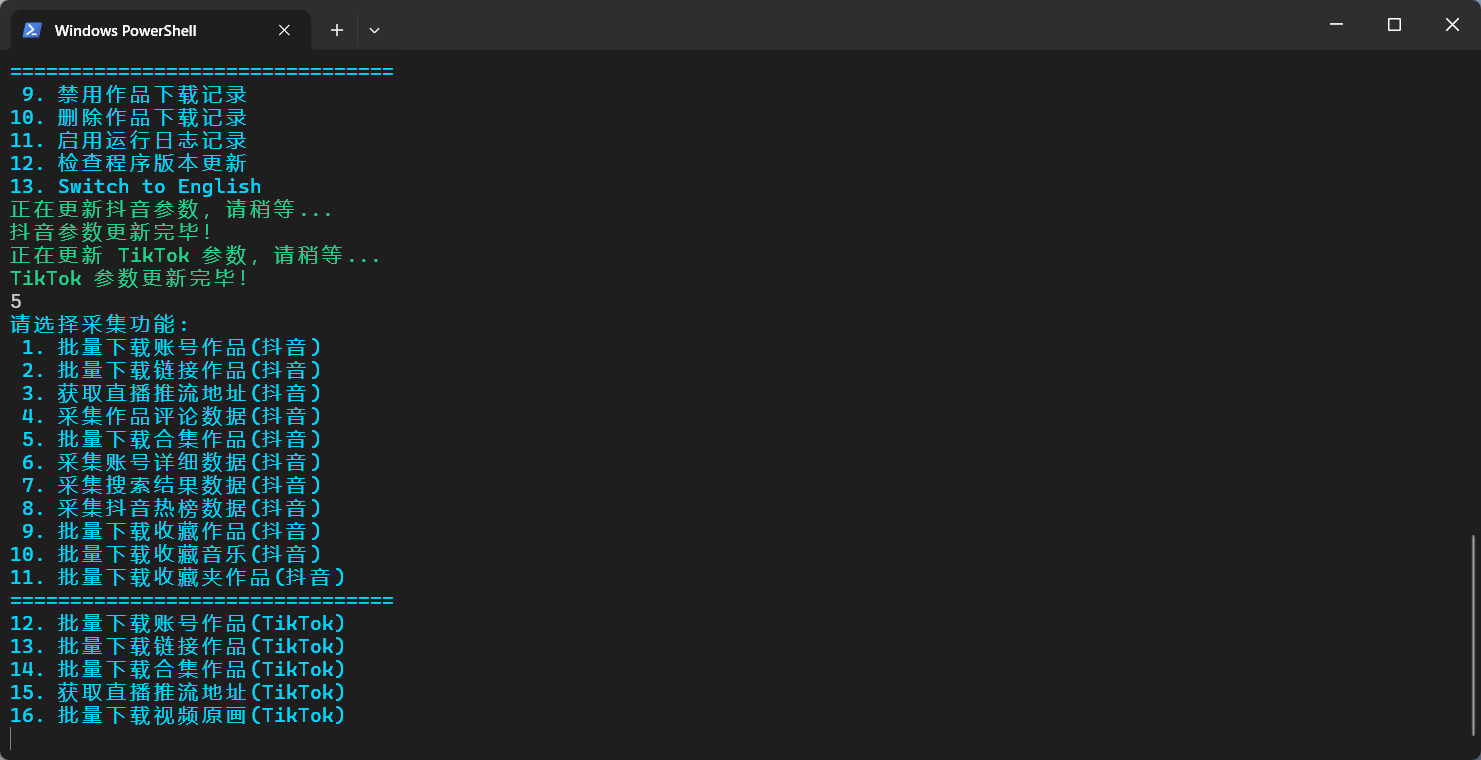 Windows PowerShell
================================
9. 禁用作品下载记录
10. 删除作品下载记录
11. 启用运行日志记录
12. 检查程序版本更新
13. Switch to English
正在更新抖音参数, 请稍等...
抖音参数更新完毕!
正在更新 TikTok 参数, 请稍等...
TikTok 参数更新完毕!
5
请选择采集功能:
1. 批量下载账号作品(抖音)
2. 批量下载链接作品(抖音)
3. 获取直播推流地址(抖音)
4. 采集作品评论数据(抖音)
5. 批量下载合集作品(抖音)
6. 采集账号详细数据(抖音)
7. 采集搜索结果数据(抖音)
8. 采集抖音热榜数据(抖音)
9. 批量下载收藏作品(抖音)
10. 批量下载收藏音乐(抖音)
11. 批量下载收藏夹作品(抖音)
================================
12. 批量下载账号作品(TikTok)
13. 批量下载链接作品(TikTok)
14. 批量下载合集作品(TikTok)
15. 获取直播推流地址(TikTok)
16. 批量下载视频原画(TikTok)